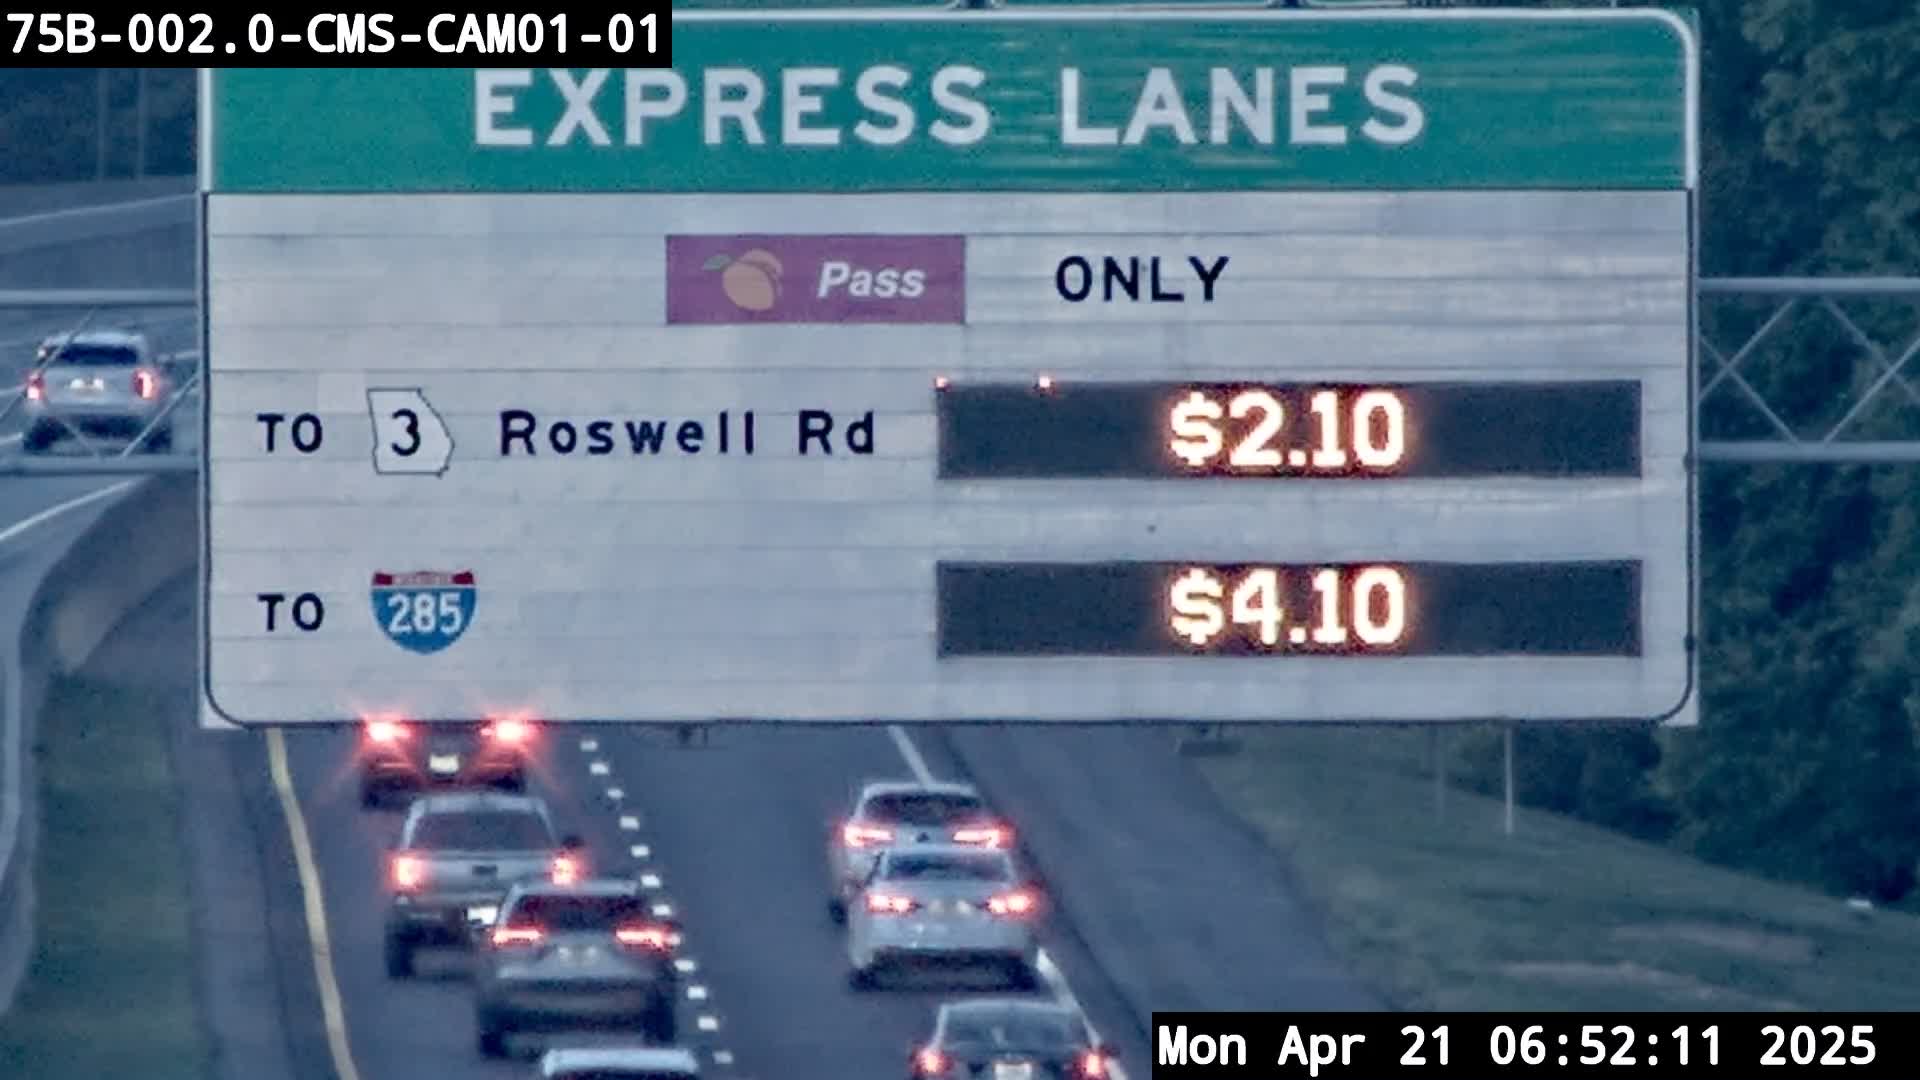 75B-002.0-CMS-CAM01-01
EXPRESS LANES
Pass ONLY
TO 3 Roswell Rd $2.10
TO 285 $4.10
Mon Apr 21 06:52:11 2025